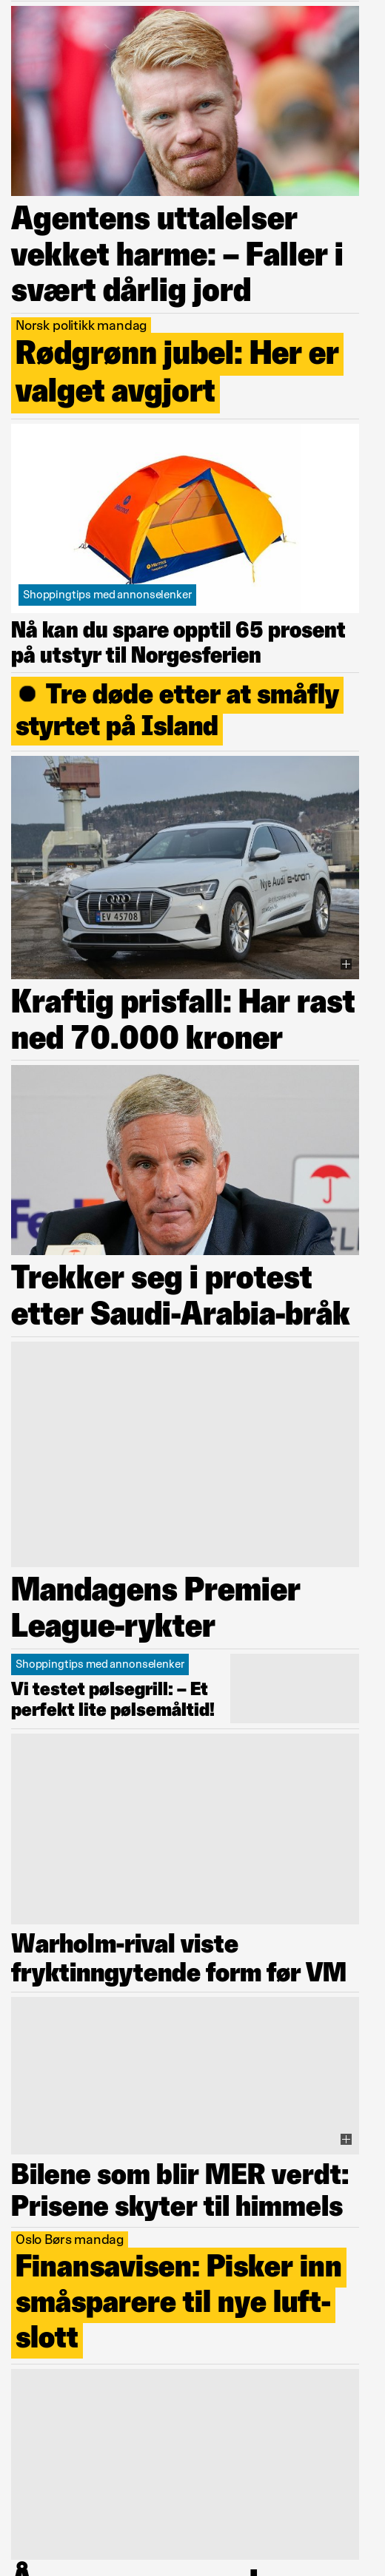 Agentens uttalelser
vekket harme: – Faller i
svært dårlig jord
Norsk politikk mandag
Rødgrønn jubel: Her er
valget avgjort
Shoppingtips med annonselenker
Nå kan du spare opptil 65 prosent
på utstyr til Norgesferien
● Tre døde etter at småfly
styrtet på Island
Nye Audi e-tron
EV 45708
Kraftig prisfall: Har rast
ned 70.000 kroner
FedE
Trekker seg i protest
etter Saudi-Arabia-bråk
Mandagens Premier
League-rykter
Shoppingtips med annonselenker
Vi testet pølsegrill: – Et
perfekt lite pølsemåltid!
Warholm-rival viste
fryktinngytende form før VM
Bilene som blir MER verdt:
Prisene skyter til himmels
Oslo Børs mandag
Finansavisen: Pisker inn
småsparere til nye luft-
slott